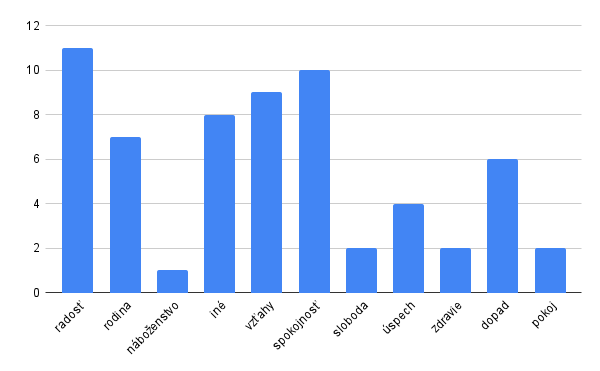 12
10
8
6
4
2
0
radosť
rodina
náboženstvo
iné
vzťahy
spokojnosť
sloboda
úspech
zdravie
dopad
pokoj